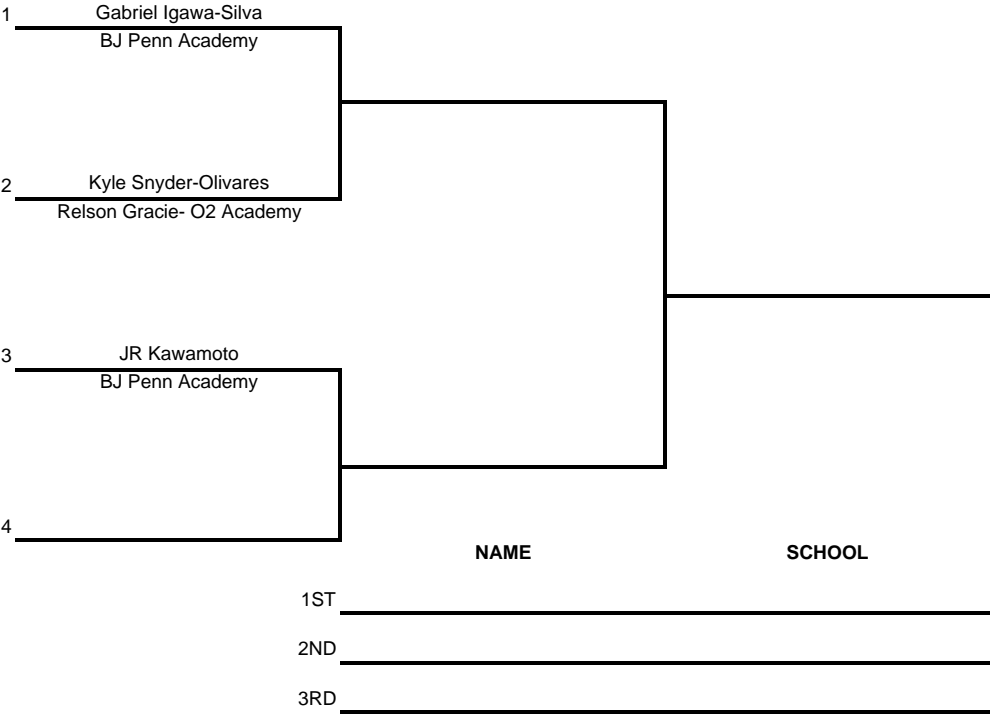 1 Gabriel Igawa-Silva
BJ Penn Academy
2 Kyle Snyder-Olivares
Relson Gracie- O2 Academy
3 JR Kawamoto
BJ Penn Academy
4
NAME SCHOOL
1ST
2ND
3RD